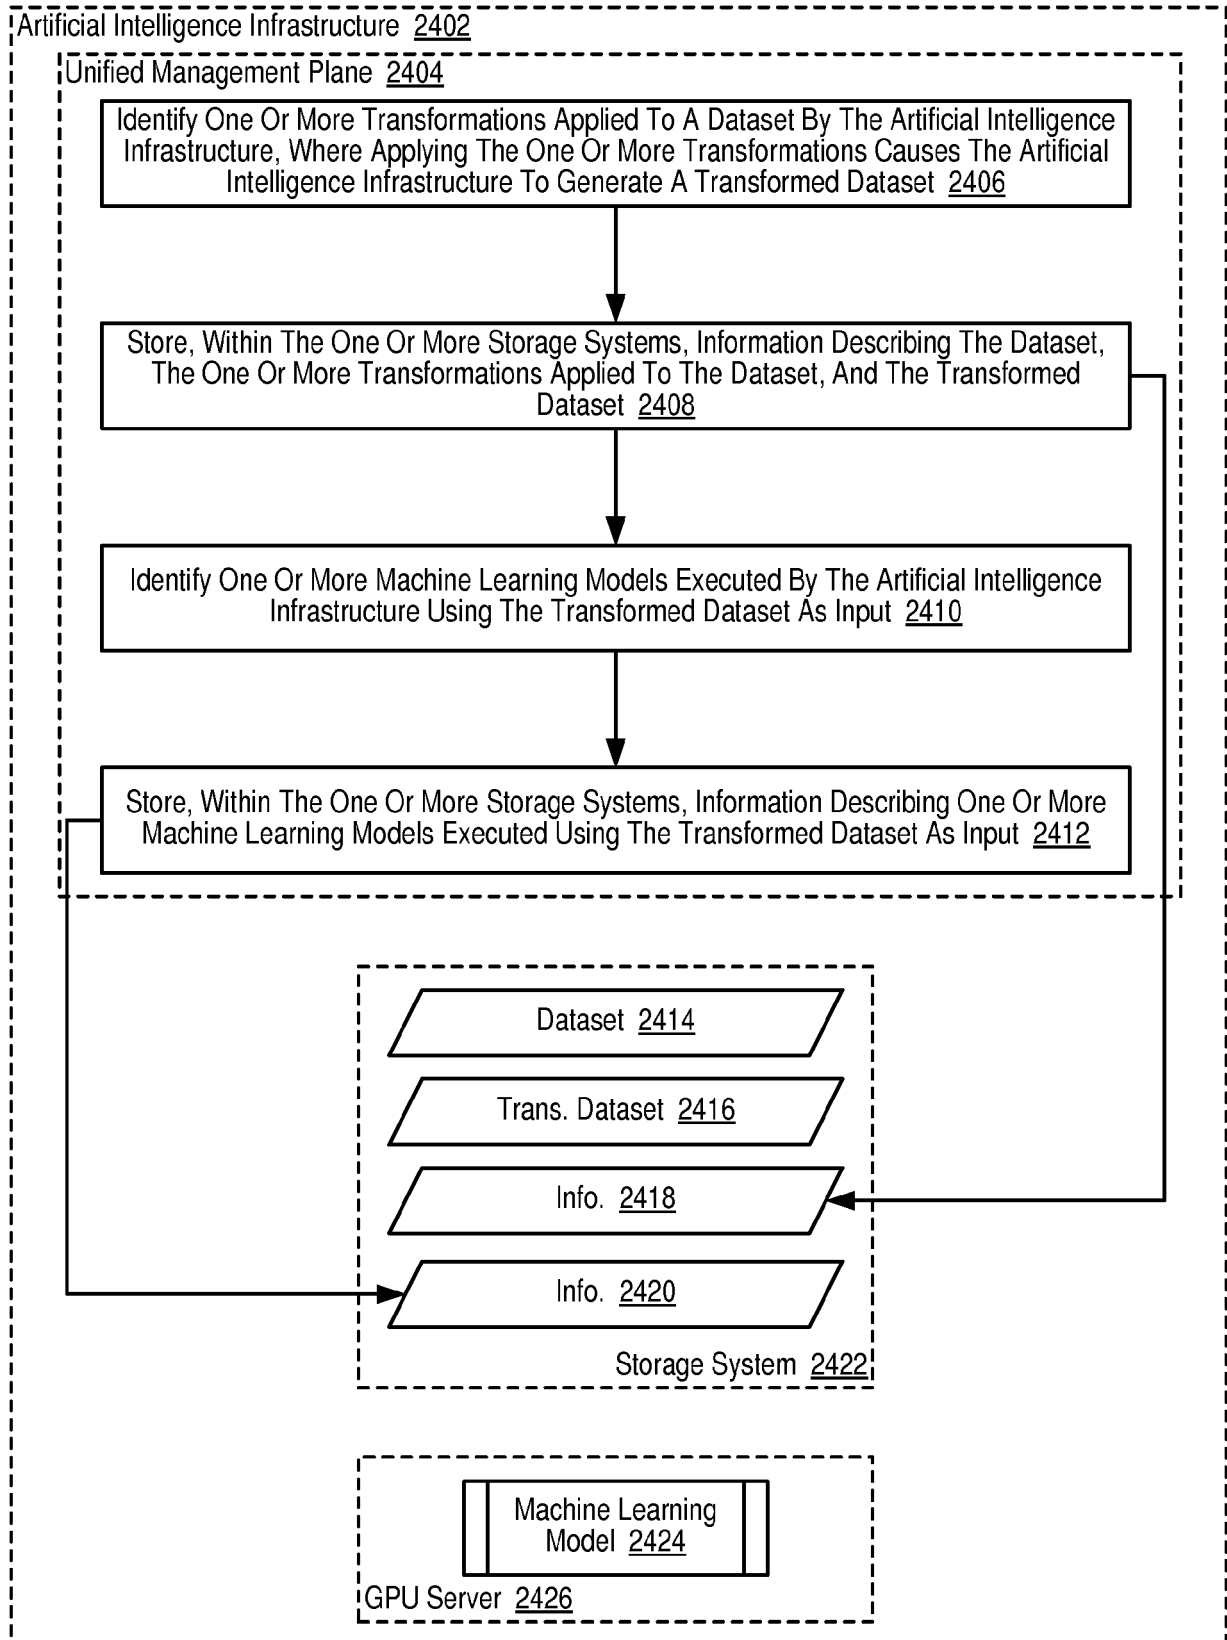 Artificial Intelligence Infrastructure 2402
Unified Management Plane 2404
Identify One Or More Transformations Applied To A Dataset By The Artificial Intelligence
Infrastructure, Where Applying The One Or More Transformations Causes The Artificial
Intelligence Infrastructure To Generate A Transformed Dataset 2406
Store, Within The One Or More Storage Systems, Information Describing The Dataset,
The One Or More Transformations Applied To The Dataset, And The Transformed
Dataset 2408
Identify One Or More Machine Learning Models Executed By The Artificial Intelligence
Infrastructure Using The Transformed Dataset As Input 2410
Store, Within The One Or More Storage Systems, Information Describing One Or More
Machine Learning Models Executed Using The Transformed Dataset As Input 2412
Dataset 2414
Trans. Dataset 2416
Info. 2418
Info. 2420
Storage System 2422
Machine Learning
Model 2424
GPU Server 2426